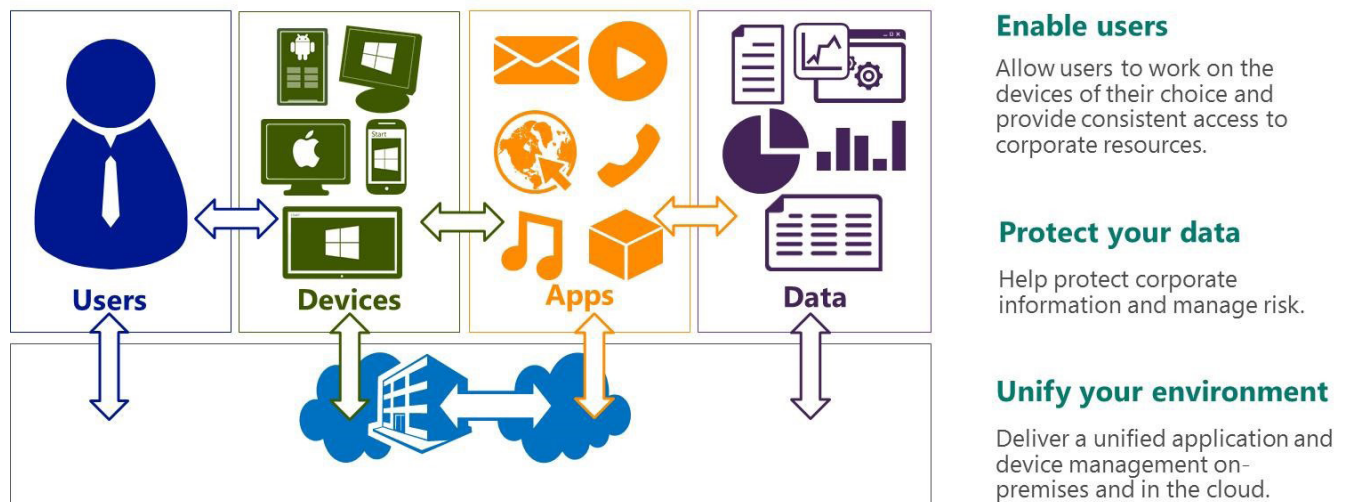 Start
Users
Devices
Apps
Data
Enable users
Allow users to work on the
devices of their choice and
provide consistent access to
corporate resources.
Protect your data
Help protect corporate
information and manage risk.
Unify your environment
Deliver a unified application and
device management on-
premises and in the cloud.